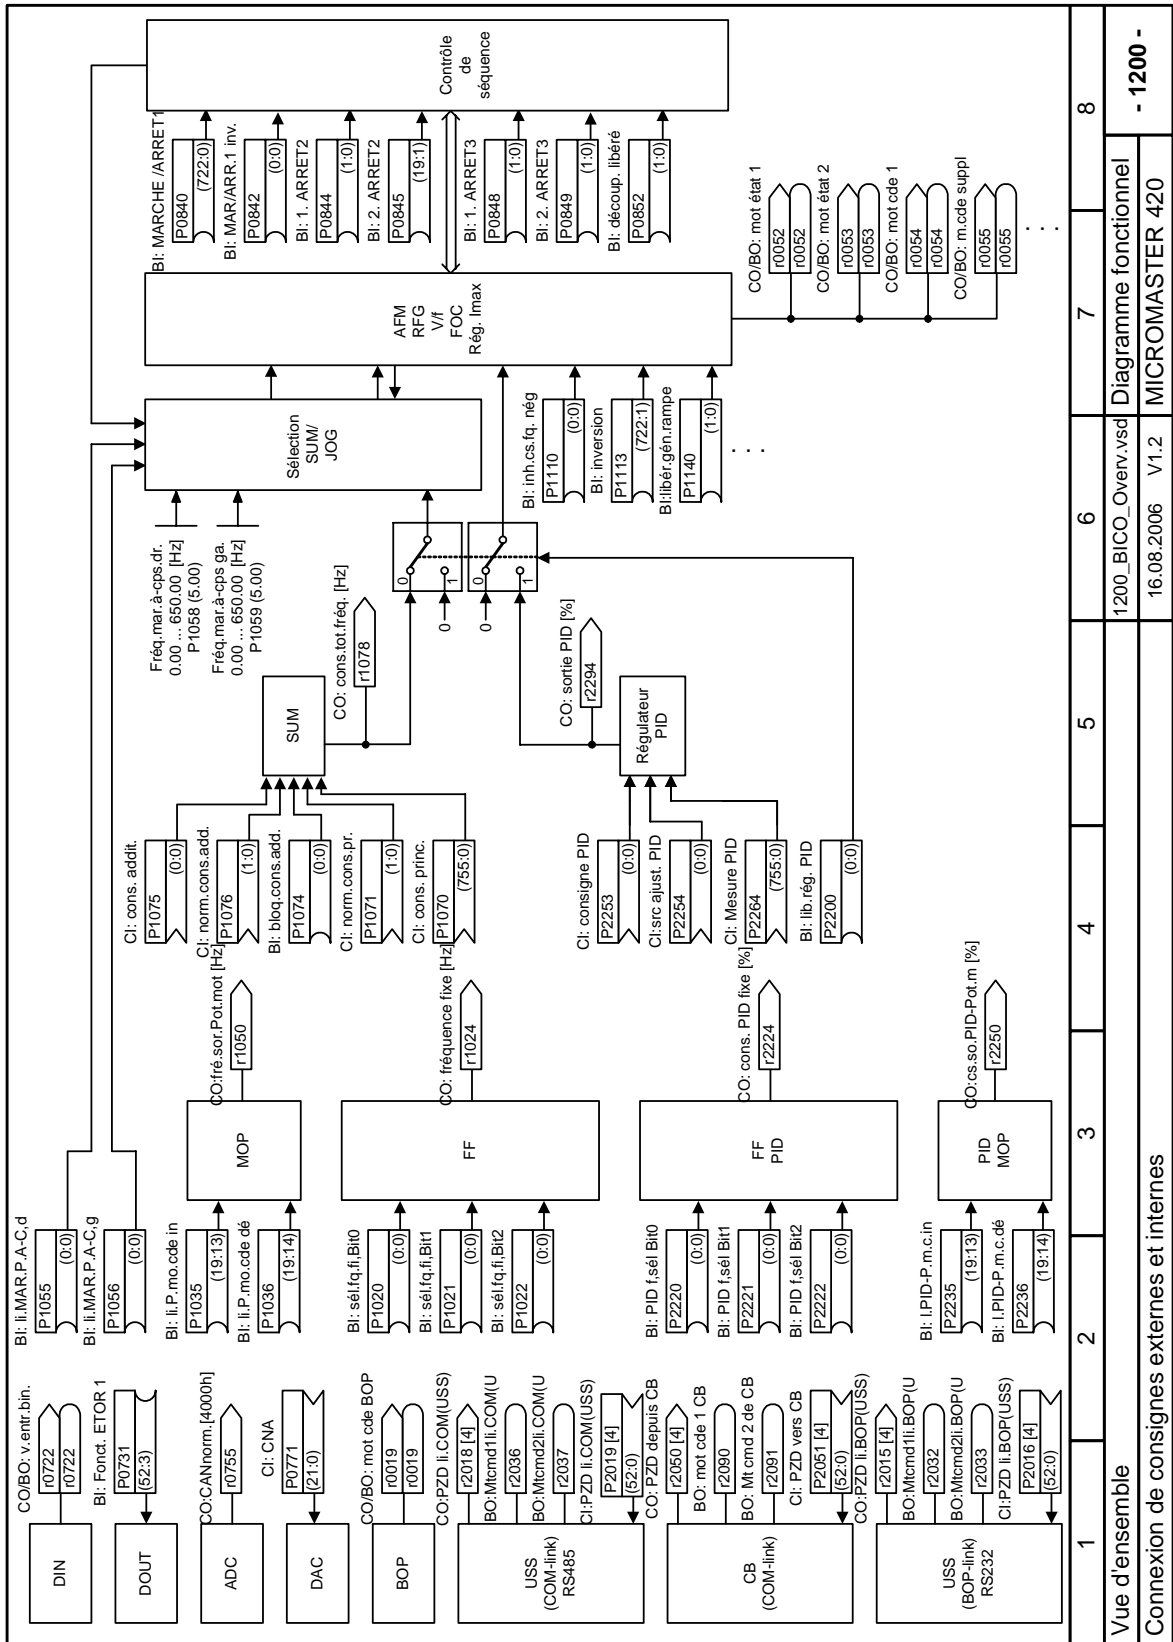 DIN
CO/BO: v.entr.bin.
r0722
r0722
DOUT
BI: Fonct. ETOR 1
P0731
(52:3)
ADC
CO:CANnorm.[4000h]
r0755
DAC
CI: CNA
P0771
(21:0)
BOP
CO/BO: mot cde BOP
r0019
r0019
USS
(COM-link)
RS485
CO:PZD li.COM(USS)
r2018 [4]
BO:Mtcmd1li.COM(U
r2036
BO:Mtcmd2li.COM(U
r2037
CI:PZD li.COM(USS)
P2019 [4]
(52:0)
CB
(COM-link)
CO: PZD depuis CB
r2050 [4]
BO: mot cde 1 CB
r2090
BO: Mt cmd 2 de CB
r2091
CI: PZD vers CB
P2051 [4]
(52:0)
USS
(BOP-link)
RS232
CO:PZD li.BOP(USS)
r2015 [4]
BO:Mtcmd1li.BOP(U
r2032
BO:Mtcmd2li.BOP(U
r2033
CI:PZD li.BOP(USS)
P2016 [4]
(52:0)
BI: li.MAR.P.A-C,d
P1055
(0:0)
BI: li.MAR.P.A-C,g
P1056
(0:0)
BI: li.P.mo.cde in
P1035
(19:13)
BI: li.P.mo.cde dé
P1036
(19:14)
MOP
CO:fré.sor.Pot.mot [Hz]
r1050
BI: sél.fq.fi,Bit0
P1020
(0:0)
BI: sél.fq.fi,Bit1
P1021
(0:0)
BI: sél.fq.fi,Bit2
P1022
(0:0)
FF
CO: fréquence fixe [Hz]
r1024
BI: PID f,sél Bit0
P2220
(0:0)
BI: PID f,sél Bit1
P2221
(0:0)
BI: PID f,sél Bit2
P2222
(0:0)
FF
PID
CO: cons. PID fixe [%]
r2224
BI: l.PID-P.m.c.in
P2235
(19:13)
BI: l.PID-P.m.c.dé
P2236
(19:14)
PID
MOP
CO:cs.so.PID-Pot.m [%]
r2250
CI: cons. addit.
P1075
(0:0)
CI: norm.cons.add.
P1076
(1:0)
BI: bloq.cons.add.
P1074
(0:0)
CI: norm.cons.pr.
P1071
(1:0)
CI: cons. princ.
P1070
(755:0)
SUM
CO: cons.tot.fréq. [Hz]
r1078
CI: consigne PID
P2253
(0:0)
CI:src ajust. PID
P2254
(0:0)
CI: Mesure PID
P2264
(755:0)
BI: lib.rég. PID
P2200
(0:0)
Régulateur
PID
CO: sortie PID [%]
r2294
Fréq.mar.à-cps.dr.
0.00 ... 650.00 [Hz]
P1058 (5.00)
Fréq.mar.à-cps ga.
0.00 ... 650.00 [Hz]
P1059 (5.00)
0
1
0
0
1
0
Sélection
SUM/
JOG
BI: inh.cs.fq. nég
P1110
(0:0)
BI: inversion
P1113
(722:1)
BI:libér.gén.rampe
P1140
(1:0)
. . .
AFM
RFG
V/f
FOC
Rég. Imax
CO/BO: mot état 1
r0052
r0052
CO/BO: mot état 2
r0053
r0053
CO/BO: mot cde 1
r0054
r0054
CO/BO: m.cde suppl
r0055
r0055
. . .
BI: MARCHE /ARRET1
P0840
(722:0)
BI: MAR/ARR.1 inv.
P0842
(0:0)
BI: 1. ARRET2
P0844
(1:0)
BI: 2. ARRET2
P0845
(19:1)
BI: 1. ARRET3
P0848
(1:0)
BI: 2. ARRET3
P0849
(1:0)
BI: découp. libéré
P0852
(1:0)
Contrôle
de
séquence
1 2 3 4 5 6 7 8
Vue d'ensemble 1200_BICO_Overv.vsd Diagramme fonctionnel - 1200 -
Connexion de consignes externes et internes 16.08.2006 V1.2 MICROMASTER 420